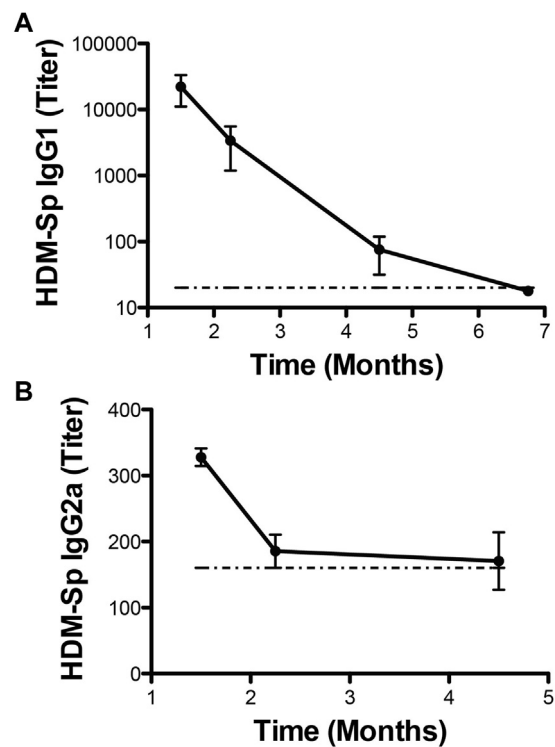 A
HDM-Sp IgG1 (Titer)
100000
10000
1000
100
10
1 2 3 4 5 6 7
Time (Months)
B
HDM-Sp IgG2a (Titer)
400
300
200
100
0
1 2 3 4 5
Time (Months)